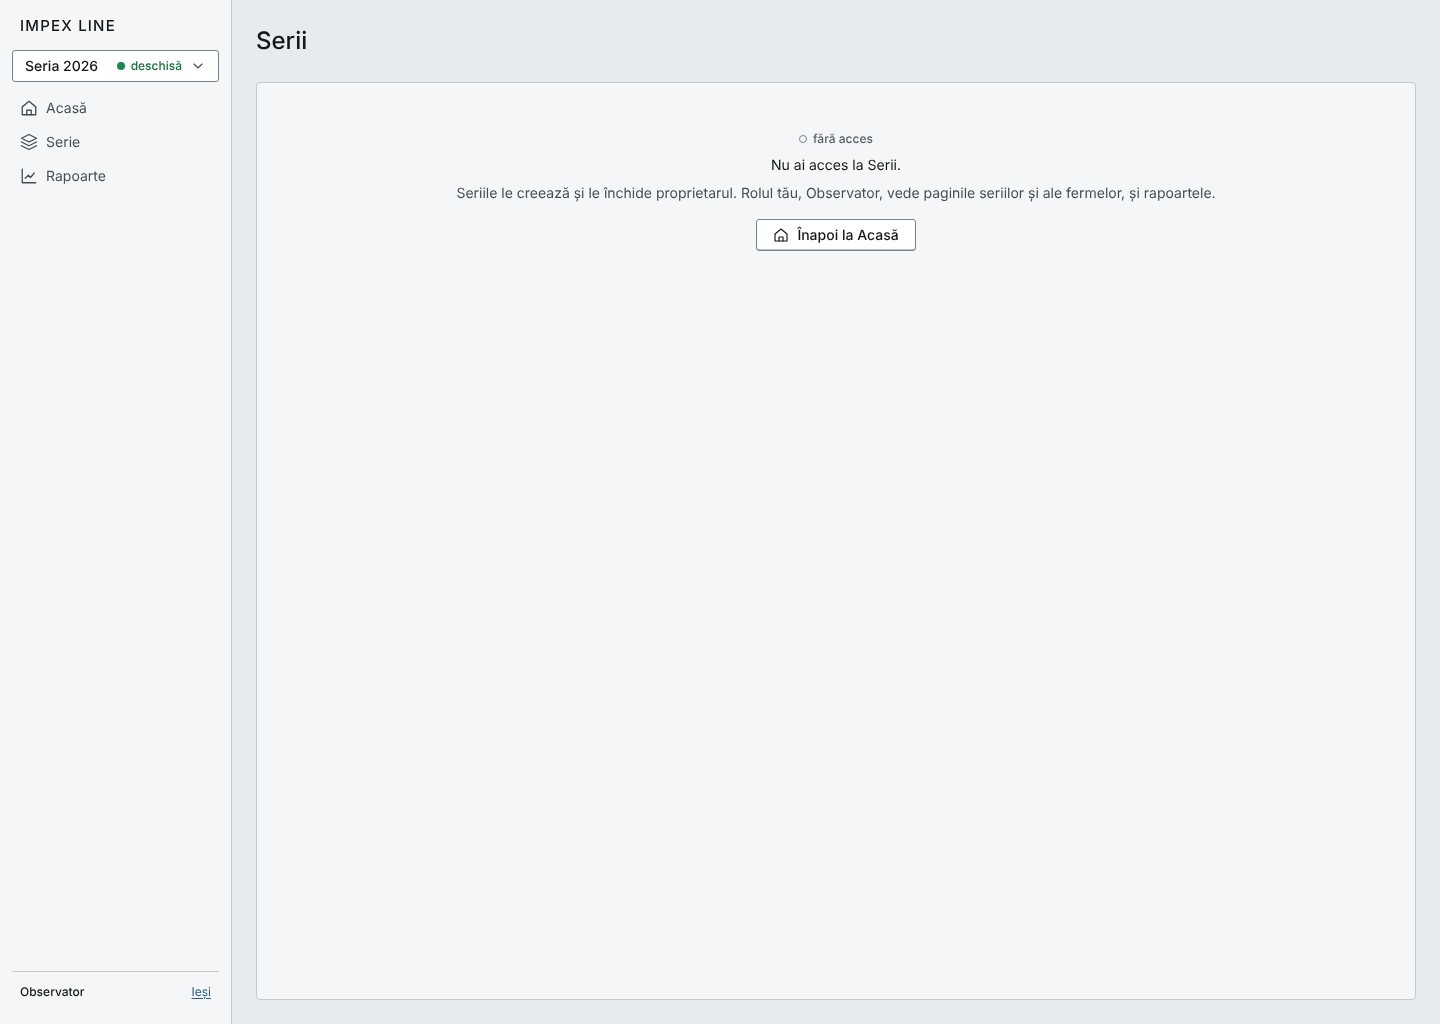 IMPEX LINE
Seria 2026 deschisă
Acasă
Serie
Rapoarte
Observator Ieși
Serii
fără acces
Nu ai acces la Serii.
Seriile le creează și le închide proprietarul. Rolul tău, Observator, vede paginile seriilor și ale fermelor, și rapoartele.
Înapoi la Acasă